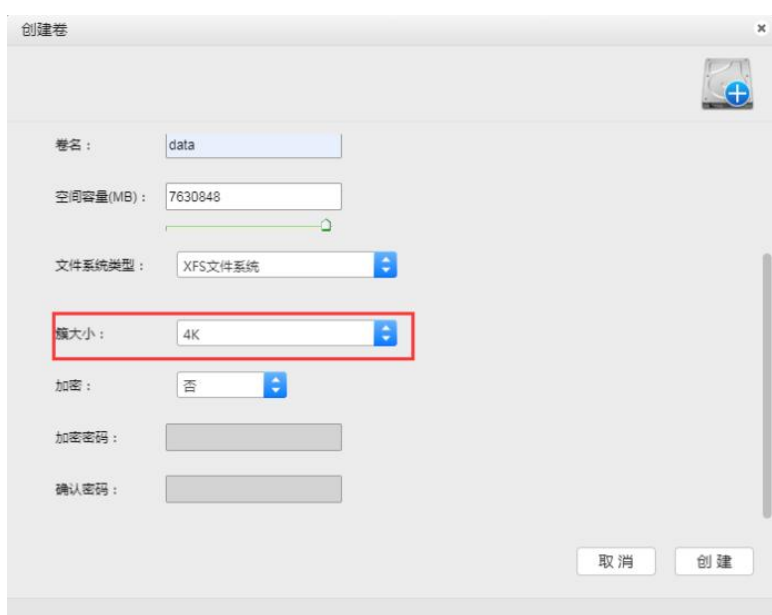 创建卷
卷名： data
空间容量(MB)： 7630848
文件系统类型： XFS文件系统
簇大小： 4K
加密： 否
加密密码：
确认密码：
取消 创建